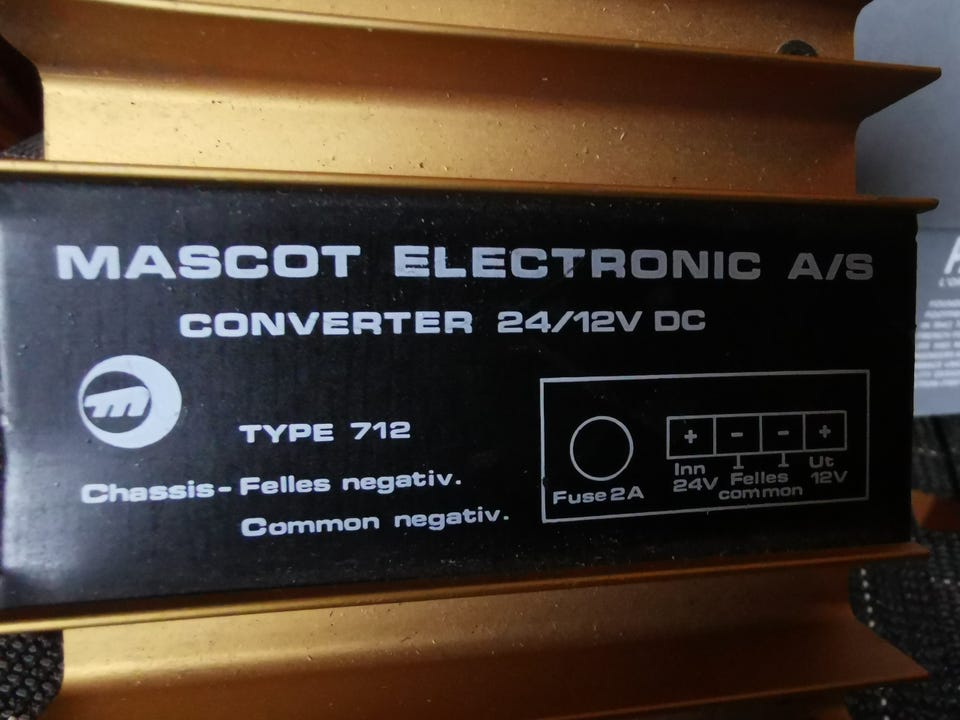 MASCOT ELECTRONIC A/S
CONVERTER 24/12V DC
m
TYPE 712
Chassis - Felles negativ.
Common negativ.
Fuse 2A
+ - - +
Inn 24V
Felles common
Ut 12V